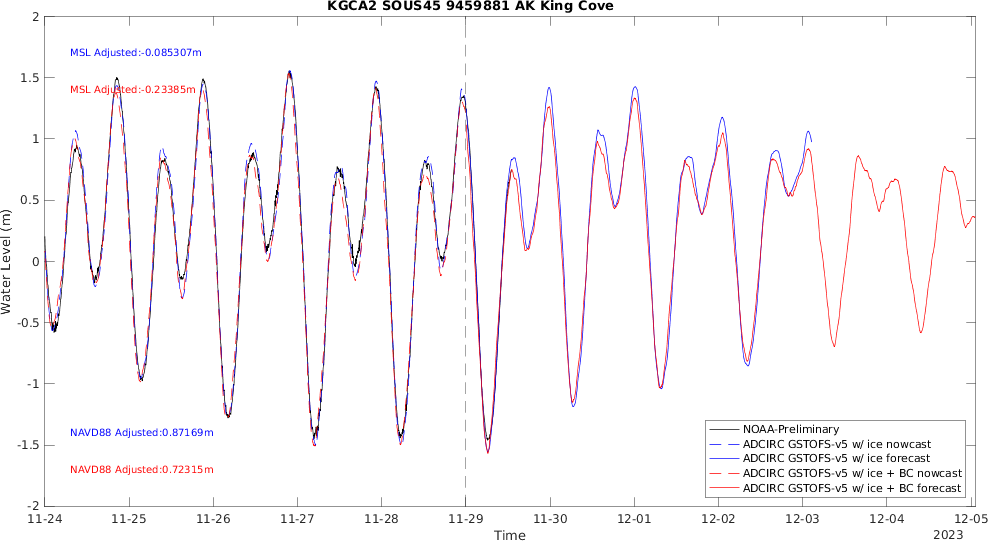 KGCA2 SOUS45 9459881 AK King Cove
2
1.5
1
0.5
0
-0.5
-1
-1.5
-2
Water Level (m)
MSL Adjusted:-0.085307m
MSL Adjusted:-0.23385m
NAVD88 Adjusted:0.87169m
NAVD88 Adjusted:0.72315m
NOAA-Preliminary
ADCIRC GSTOFS-v5 w/ ice nowcast
ADCIRC GSTOFS-v5 w/ ice forecast
ADCIRC GSTOFS-v5 w/ ice + BC nowcast
ADCIRC GSTOFS-v5 w/ ice + BC forecast
11-24 11-25 11-26 11-27 11-28 11-29 11-30 12-01 12-02 12-03 12-04 12-05
Time
2023